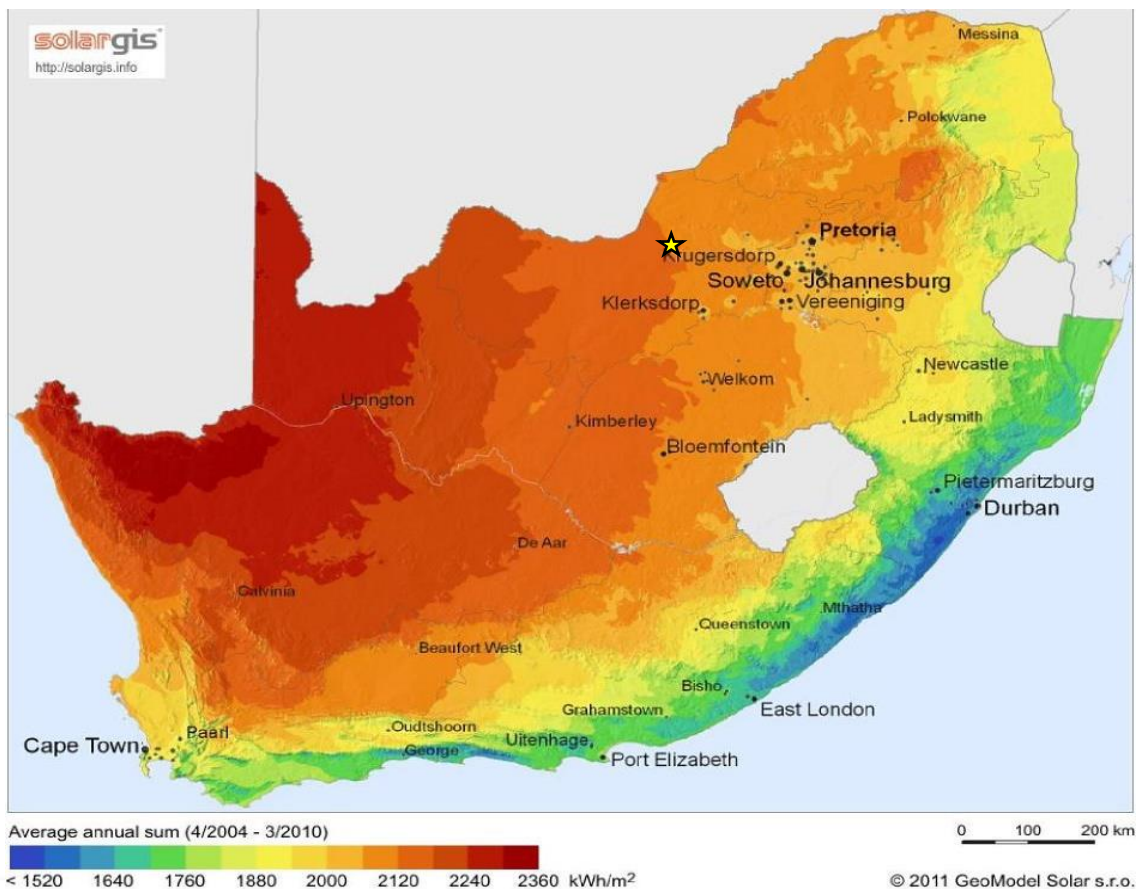 solargis
http://solargis.info
Messina
Polokwane
Pretoria
Krugersdorp
Soweto
Johannesburg
Klerksdorp
Vereeniging
Newcastle
Welkom
Upington
Kimberley
Ladysmith
Bloemfontein
Pietermaritzburg
Durban
De Aar
Calvinia
Mthatha
Queenstown
Beaufort West
Bisho
Grahamstown
East London
Oudtshoorn
Paarl
Cape Town
George
Uitenhage
Port Elizabeth
Average annual sum (4/2004 - 3/2010)
0 100 200 km
< 1520 1640 1760 1880 2000 2120 2240 2360 kWh/m²
© 2011 GeoModel Solar s.r.o.